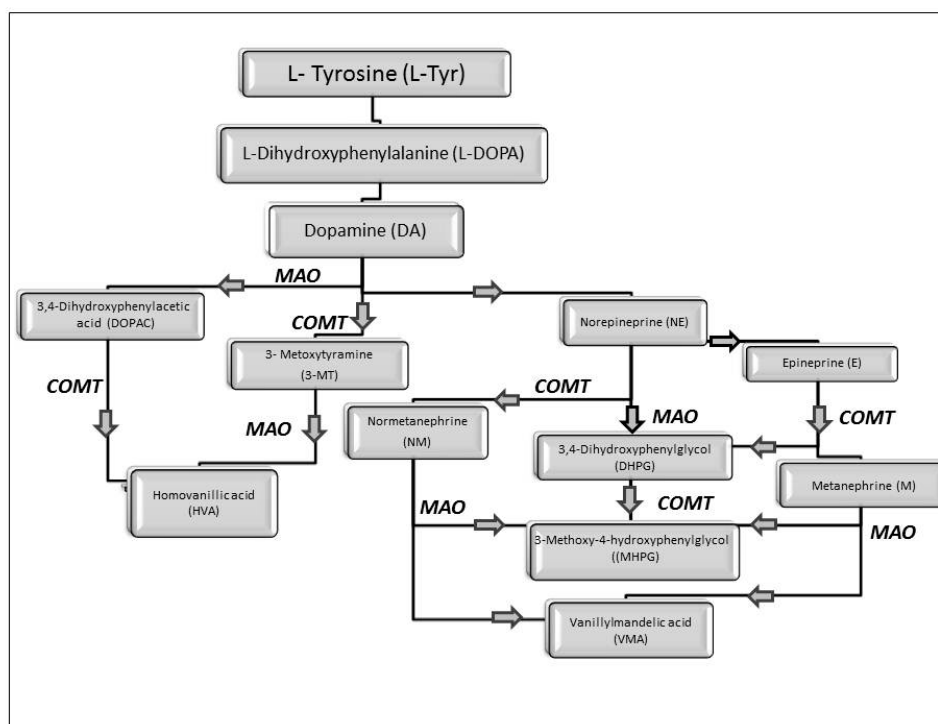 L- Tyrosine (L-Tyr)
L-Dihydroxyphenylalanine (L-DOPA)
Dopamine (DA)
MAO
3,4-Dihydroxyphenylacetic
acid (DOPAC)
COMT
Norepineprine (NE)
3- Metoxytyramine
(3-MT)
Epineprine (E)
COMT
COMT
Normetanephrine
(NM)
MAO
COMT
MAO
3,4-Dihydroxyphenylglycol
(DHPG)
Homovanillic acid
(HVA)
Metanephrine (M)
MAO
COMT
MAO
3-Methoxy-4-hydroxyphenylglycol
((MHPG)
Vanillylmandelic acid
(VMA)